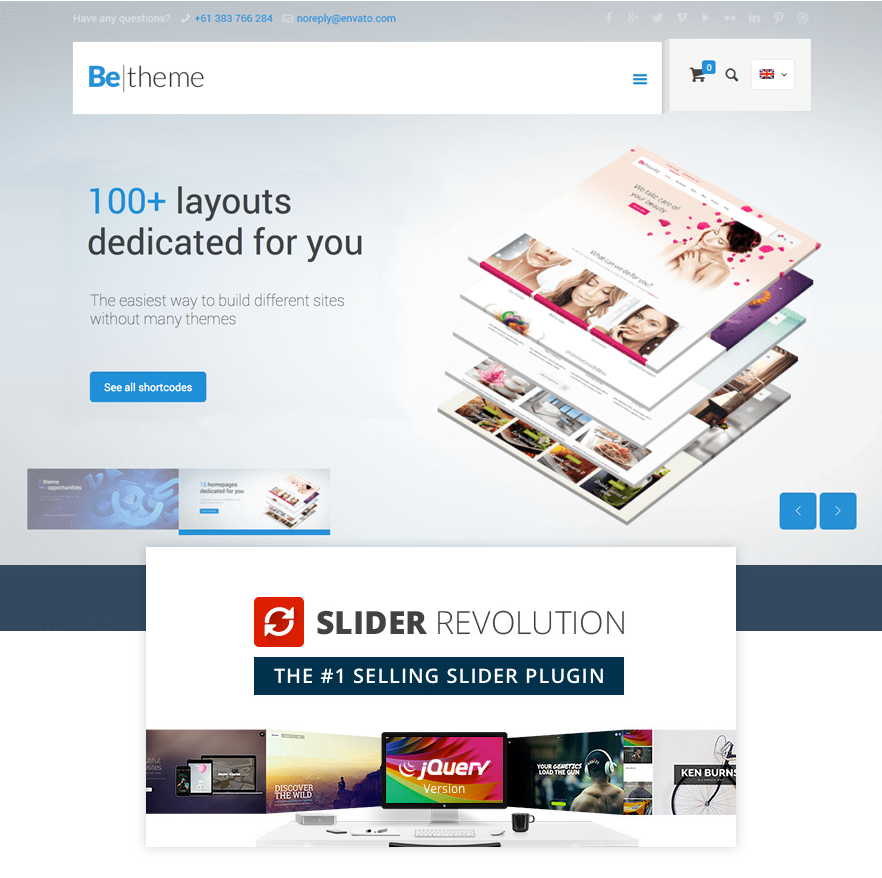 Have any questions? +61 383 766 284 noreply@envato.com
Be|theme
0
100+ layouts
dedicated for you
The easiest way to build different sites
without many themes
See all shortcodes
We take care of
your beauty
What can we do for you?
theme
opportunities
homepages
dedicated for you
SLIDER REVOLUTION
THE #1 SELLING SLIDER PLUGIN
DISCOVER
THE WILD
jQuery
Version
YOUR GENETICS
LOAD THE GUN
KEN BURNS